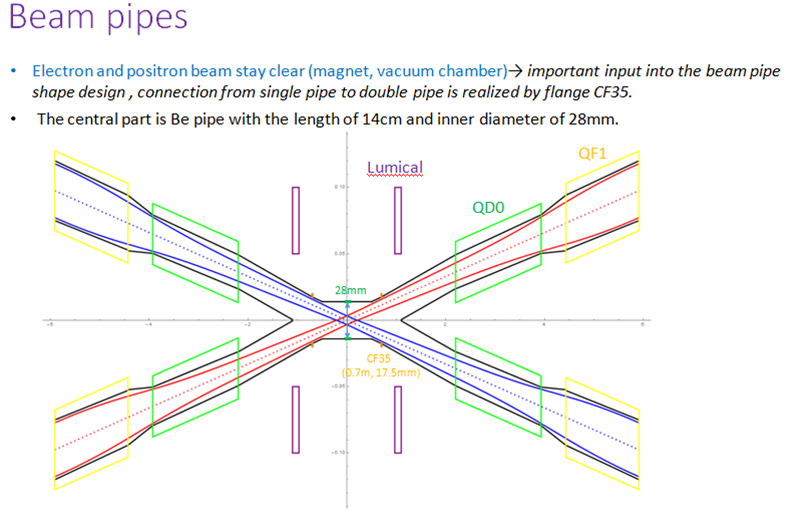 Beam pipes
• Electron and positron beam stay clear (magnet, vacuum chamber)→ important input into the beam pipe
shape design , connection from single pipe to double pipe is realized by flange CF35.
• The central part is Be pipe with the length of 14cm and inner diameter of 28mm.
QF1
Lumical
0.10
QD0
0.05
28mm
-6
-4
-2
2
4
6
CF35
(0.7m, 17.5mm)
-0.05
-0.10